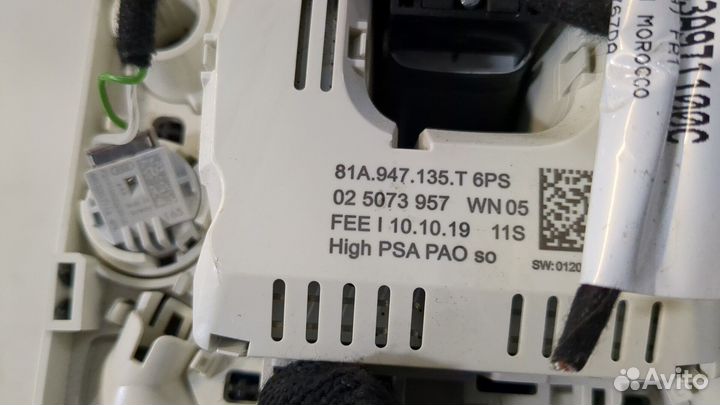 81A.947.135.T 6PS
02 5073 957 WN 05
FEE I 10.10.19 11S
High PSA PAO so
SW:0120
MOROCCO
Avito